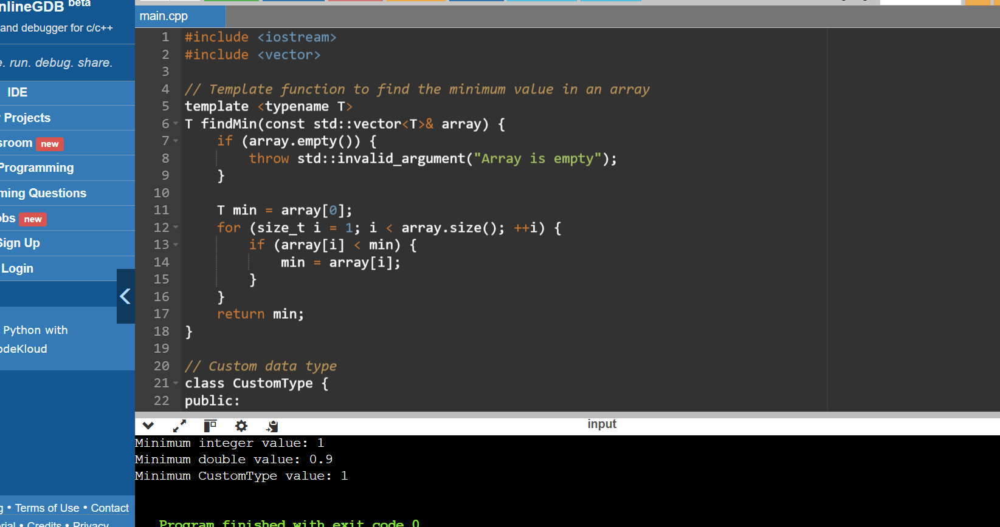 nlineGDB beta
and debugger for c/c++
. run. debug. share.
IDE
Projects
sroom new
Programming
ming Questions
obs new
Sign Up
Login
Python with
odeKloud
• Terms of Use • Contact
rial • Credits • Privacy
main.cpp
1 #include <iostream>
2 #include <vector>
3
4 // Template function to find the minimum value in an array
5 template <typename T>
6 T findMin(const std::vector<T>& array) {
7     if (array.empty()) {
8         throw std::invalid_argument("Array is empty");
9     }
10
11     T min = array[0];
12     for (size_t i = 1; i < array.size(); ++i) {
13         if (array[i] < min) {
14             min = array[i];
15         }
16     }
17     return min;
18 }
19
20 // Custom data type
21 class CustomType {
22 public:
input
Minimum integer value: 1
Minimum double value: 0.9
Minimum CustomType value: 1
Program finished with exit code 0